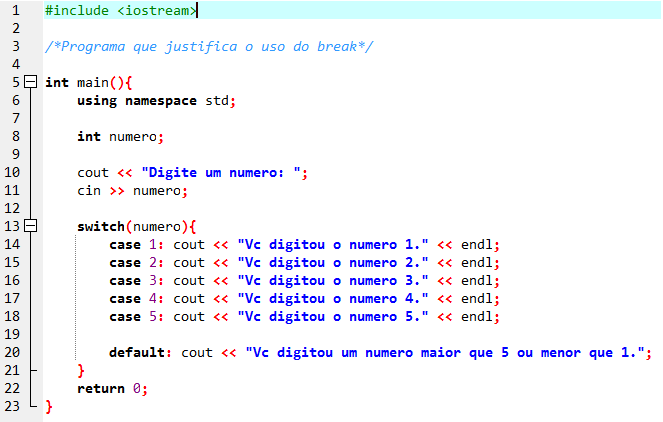 1 #include <iostream>
2
3 /*Programa que justifica o uso do break*/
4
5 int main(){
6 using namespace std;
7
8 int numero;
9
10 cout << "Digite um numero: ";
11 cin >> numero;
12
13 switch(numero){
14 case 1: cout << "Vc digitou o numero 1." << endl;
15 case 2: cout << "Vc digitou o numero 2." << endl;
16 case 3: cout << "Vc digitou o numero 3." << endl;
17 case 4: cout << "Vc digitou o numero 4." << endl;
18 case 5: cout << "Vc digitou o numero 5." << endl;
19
20 default: cout << "Vc digitou um numero maior que 5 ou menor que 1.";
21 }
22 return 0;
23 }